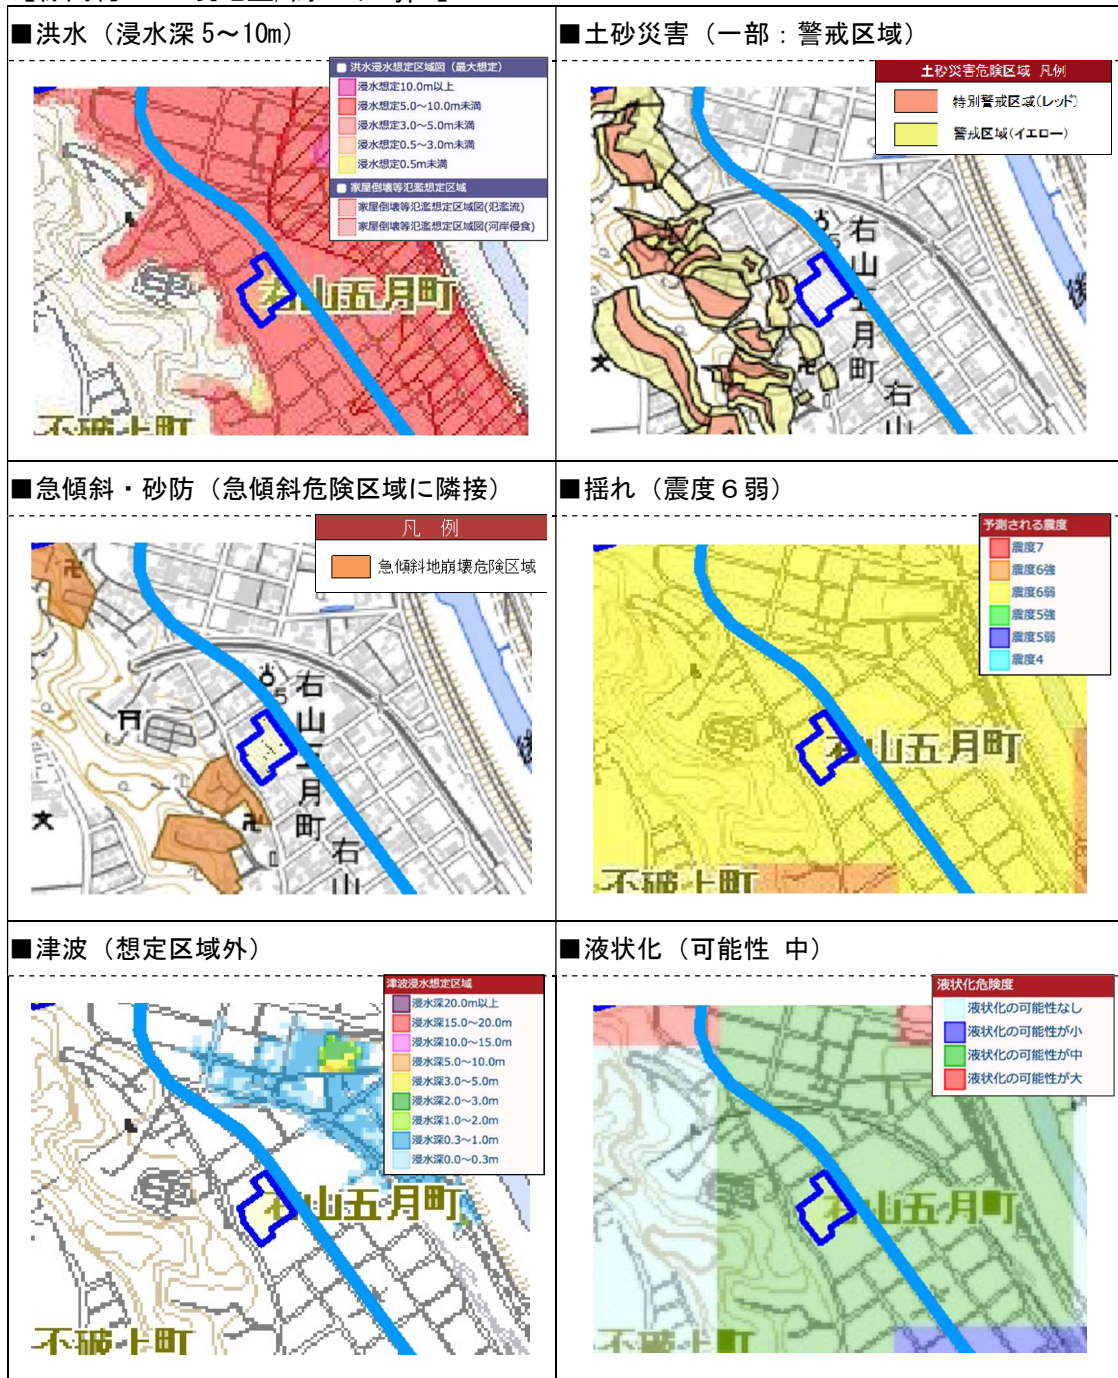 ■洪水（浸水深 5～10m）
洪水浸水想定区域図（最大想定）
浸水想定10.0m以上
浸水想定5.0～10.0m未満
浸水想定3.0～5.0m未満
浸水想定0.5～3.0m未満
浸水想定0.5m未満
家屋倒壊等氾濫想定区域
家屋倒壊等氾濫想定区域図(氾濫流)
家屋倒壊等氾濫想定区域図(河岸侵食)
右山五月町
不破上町
■土砂災害（一部：警戒区域）
土砂災害危険区域 凡例
特別警戒区域(レッド)
警戒区域(イエロー)
5
右山五月町
右山
■急傾斜・砂防（急傾斜危険区域に隣接）
凡 例
急傾斜地崩壊危険区域
5
右山五月町
右山
■揺れ（震度６弱）
予測される震度
震度7
震度6強
震度6弱
震度5強
震度5弱
震度4
右山五月町
不破上町
■津波（想定区域外）
津波浸水想定区域
浸水深20.0m以上
浸水深15.0～20.0m
浸水深10.0～15.0m
浸水深5.0～10.0m
浸水深3.0～5.0m
浸水深2.0～3.0m
浸水深1.0～2.0m
浸水深0.3～1.0m
浸水深0.0～0.3m
右山五月町
不破上町
■液状化（可能性 中）
液状化危険度
液状化の可能性なし
液状化の可能性が小
液状化の可能性が中
液状化の可能性が大
右山五月町
不破上町